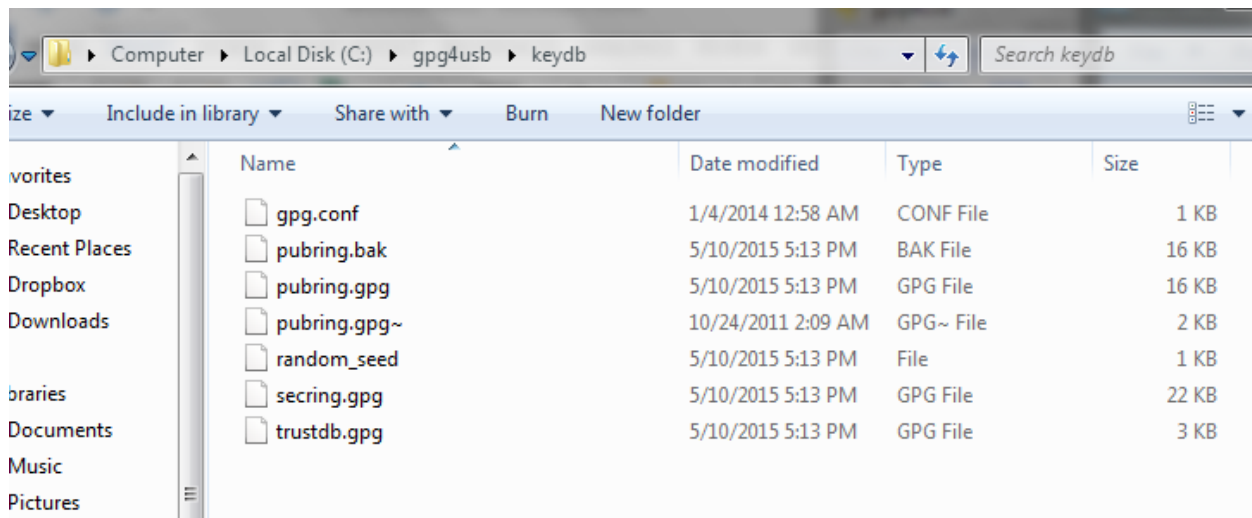 Computer Local Disk (C:) gpg4usb keydb Search keydb
ize Include in library Share with Burn New folder
Name Date modified Type Size
vorites
Desktop gpg.conf 1/4/2014 12:58 AM CONF File 1 KB
Recent Places pubring.bak 5/10/2015 5:13 PM BAK File 16 KB
Dropbox pubring.gpg 5/10/2015 5:13 PM GPG File 16 KB
Downloads pubring.gpg~ 10/24/2011 2:09 AM GPG~ File 2 KB
random_seed 5/10/2015 5:13 PM File 1 KB
braries secring.gpg 5/10/2015 5:13 PM GPG File 22 KB
Documents trustdb.gpg 5/10/2015 5:13 PM GPG File 3 KB
Music
Pictures